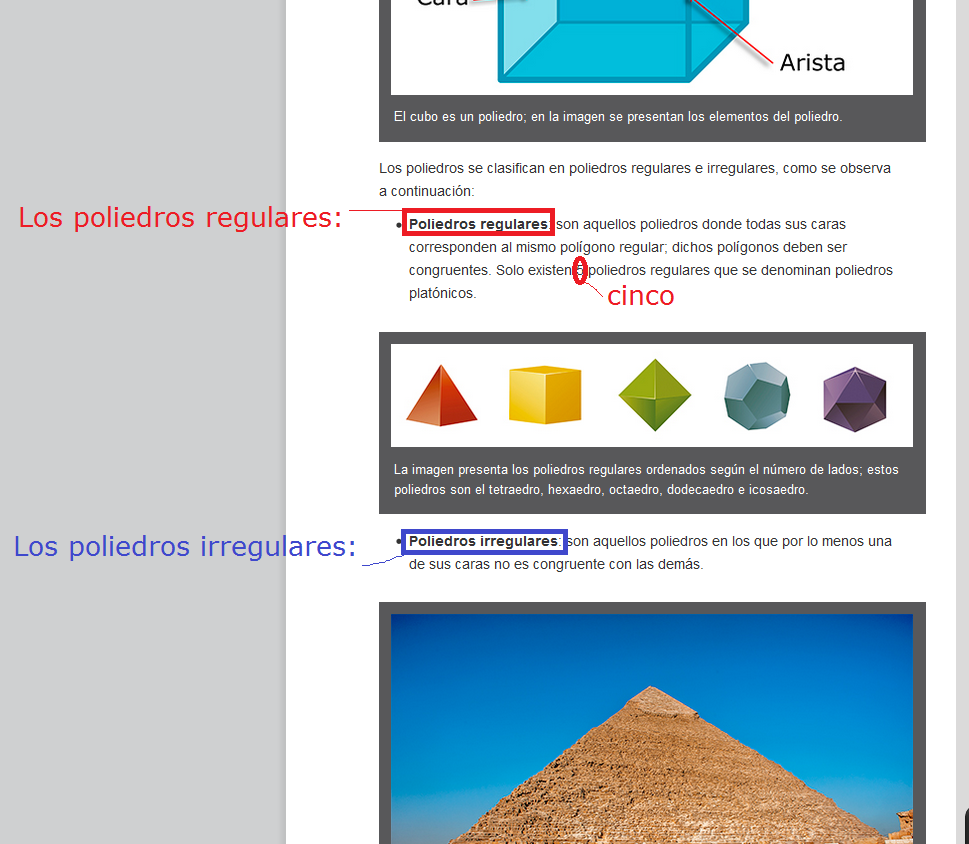 Cara
Arista
El cubo es un poliedro; en la imagen se presentan los elementos del poliedro.
Los poliedros se clasifican en poliedros regulares e irregulares, como se observa
a continuación:
Los poliedros regulares:
• Poliedros regulares: son aquellos poliedros donde todas sus caras
corresponden al mismo polígono regular; dichos polígonos deben ser
congruentes. Solo existen 5 poliedros regulares que se denominan poliedros
platónicos.
cinco
La imagen presenta los poliedros regulares ordenados según el número de lados; estos
poliedros son el tetraedro, hexaedro, octaedro, dodecaedro e icosaedro.
Los poliedros irregulares:
• Poliedros irregulares: son aquellos poliedros en los que por lo menos una
de sus caras no es congruente con las demás.